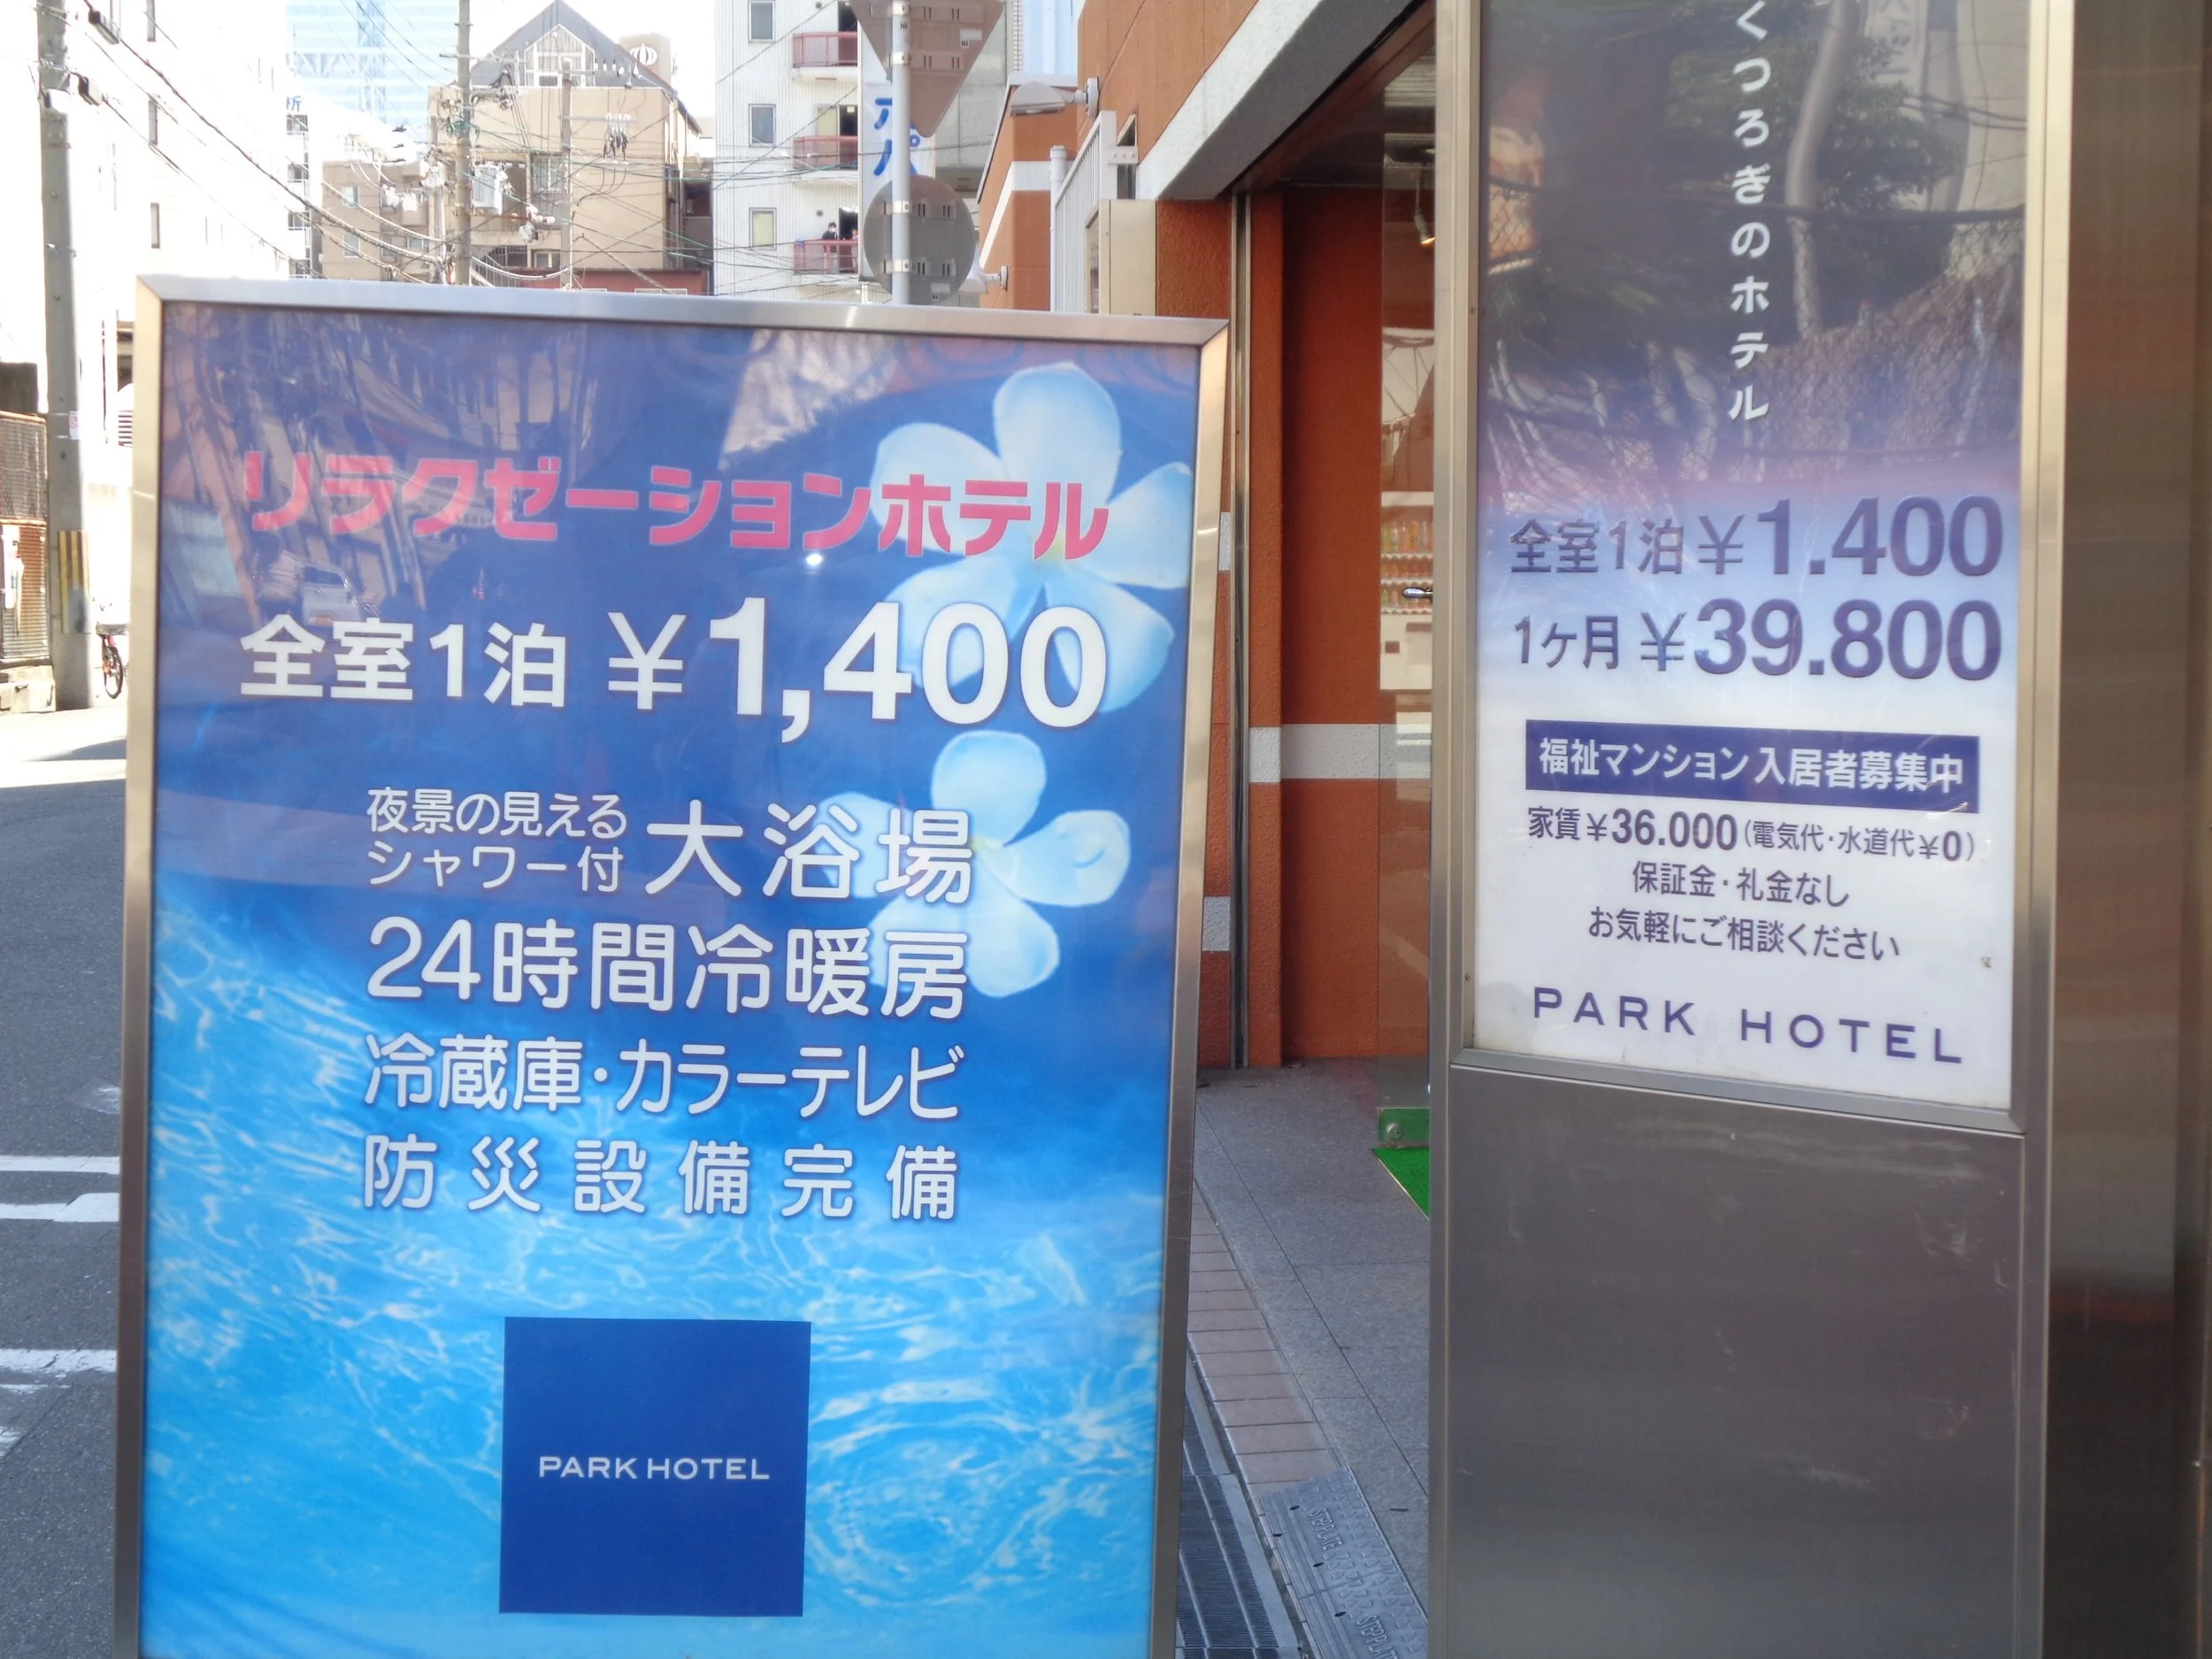 リラクゼーションホテル
全室1泊 ¥1,400
夜景の見える
シャワー付 大浴場
24時間冷暖房
冷蔵庫・カラーテレビ
防災設備完備
PARK HOTEL
くつろぎのホテル
全室1泊 ¥1.400
1ヶ月 ¥39.800
福祉マンション入居者募集中
家賃¥36.000(電気代・水道代¥0)
保証金・礼金なし
お気軽にご相談ください
PARK HOTEL
アパ
STEP LITE